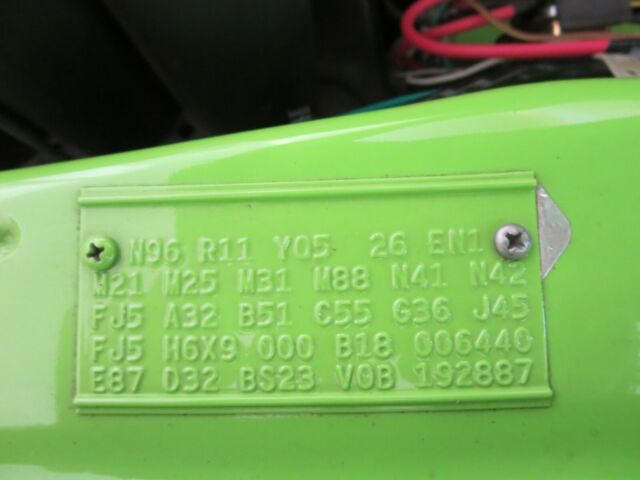 N96 R11 Y05 26 EN1
M21 M25 M31 M88 N41 N42
FJ5 A32 B51 C55 G36 J45
FJ5 H6X9 000 B18 006440
E87 D32 BS23 V0B 192887